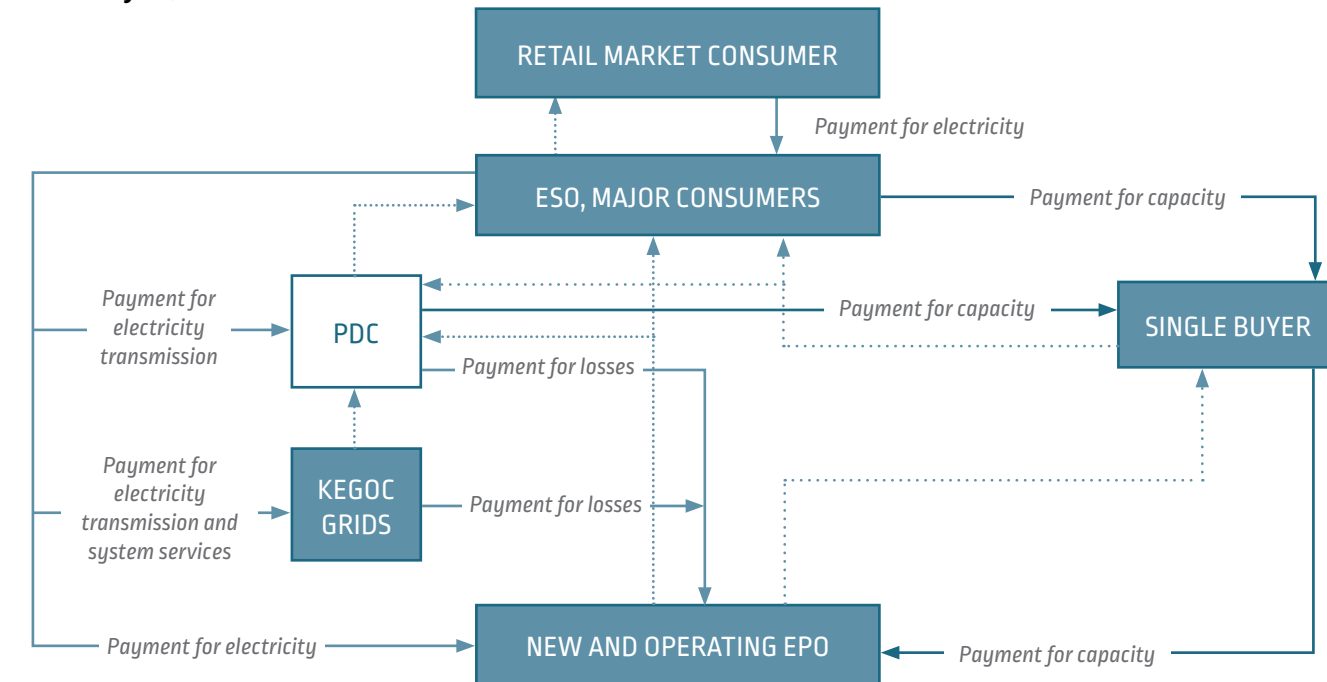 RETAIL MARKET CONSUMER
Payment for electricity
ESO, MAJOR CONSUMERS
Payment for capacity
Payment for
electricity
transmission
PDC
Payment for capacity
SINGLE BUYER
Payment for losses
Payment for
electricity
transmission and
system services
KEGOC
GRIDS
Payment for losses
Payment for electricity
NEW AND OPERATING EPO
Payment for capacity